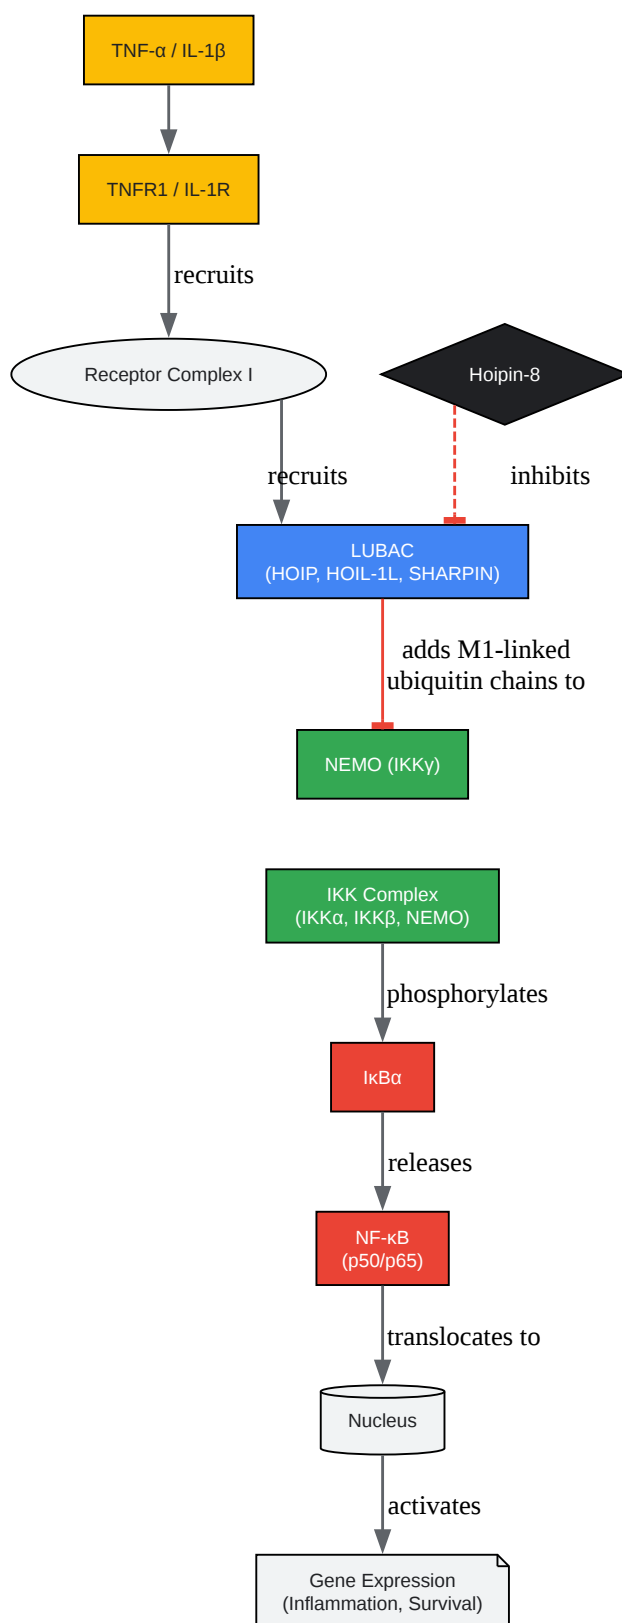 TNF-α / IL-1β
TNFR1 / IL-1R
recruits
Receptor Complex I
Hoipin-8
recruits
inhibits
LUBAC
(HOIP, HOIL-1L, SHARPIN)
adds M1-linked
ubiquitin chains to
NEMO (IKKγ)
IKK Complex
(IKKα, IKKβ, NEMO)
phosphorylates
IκBα
releases
NF-κB
(p50/p65)
translocates to
Nucleus
activates
Gene Expression
(Inflammation, Survival)